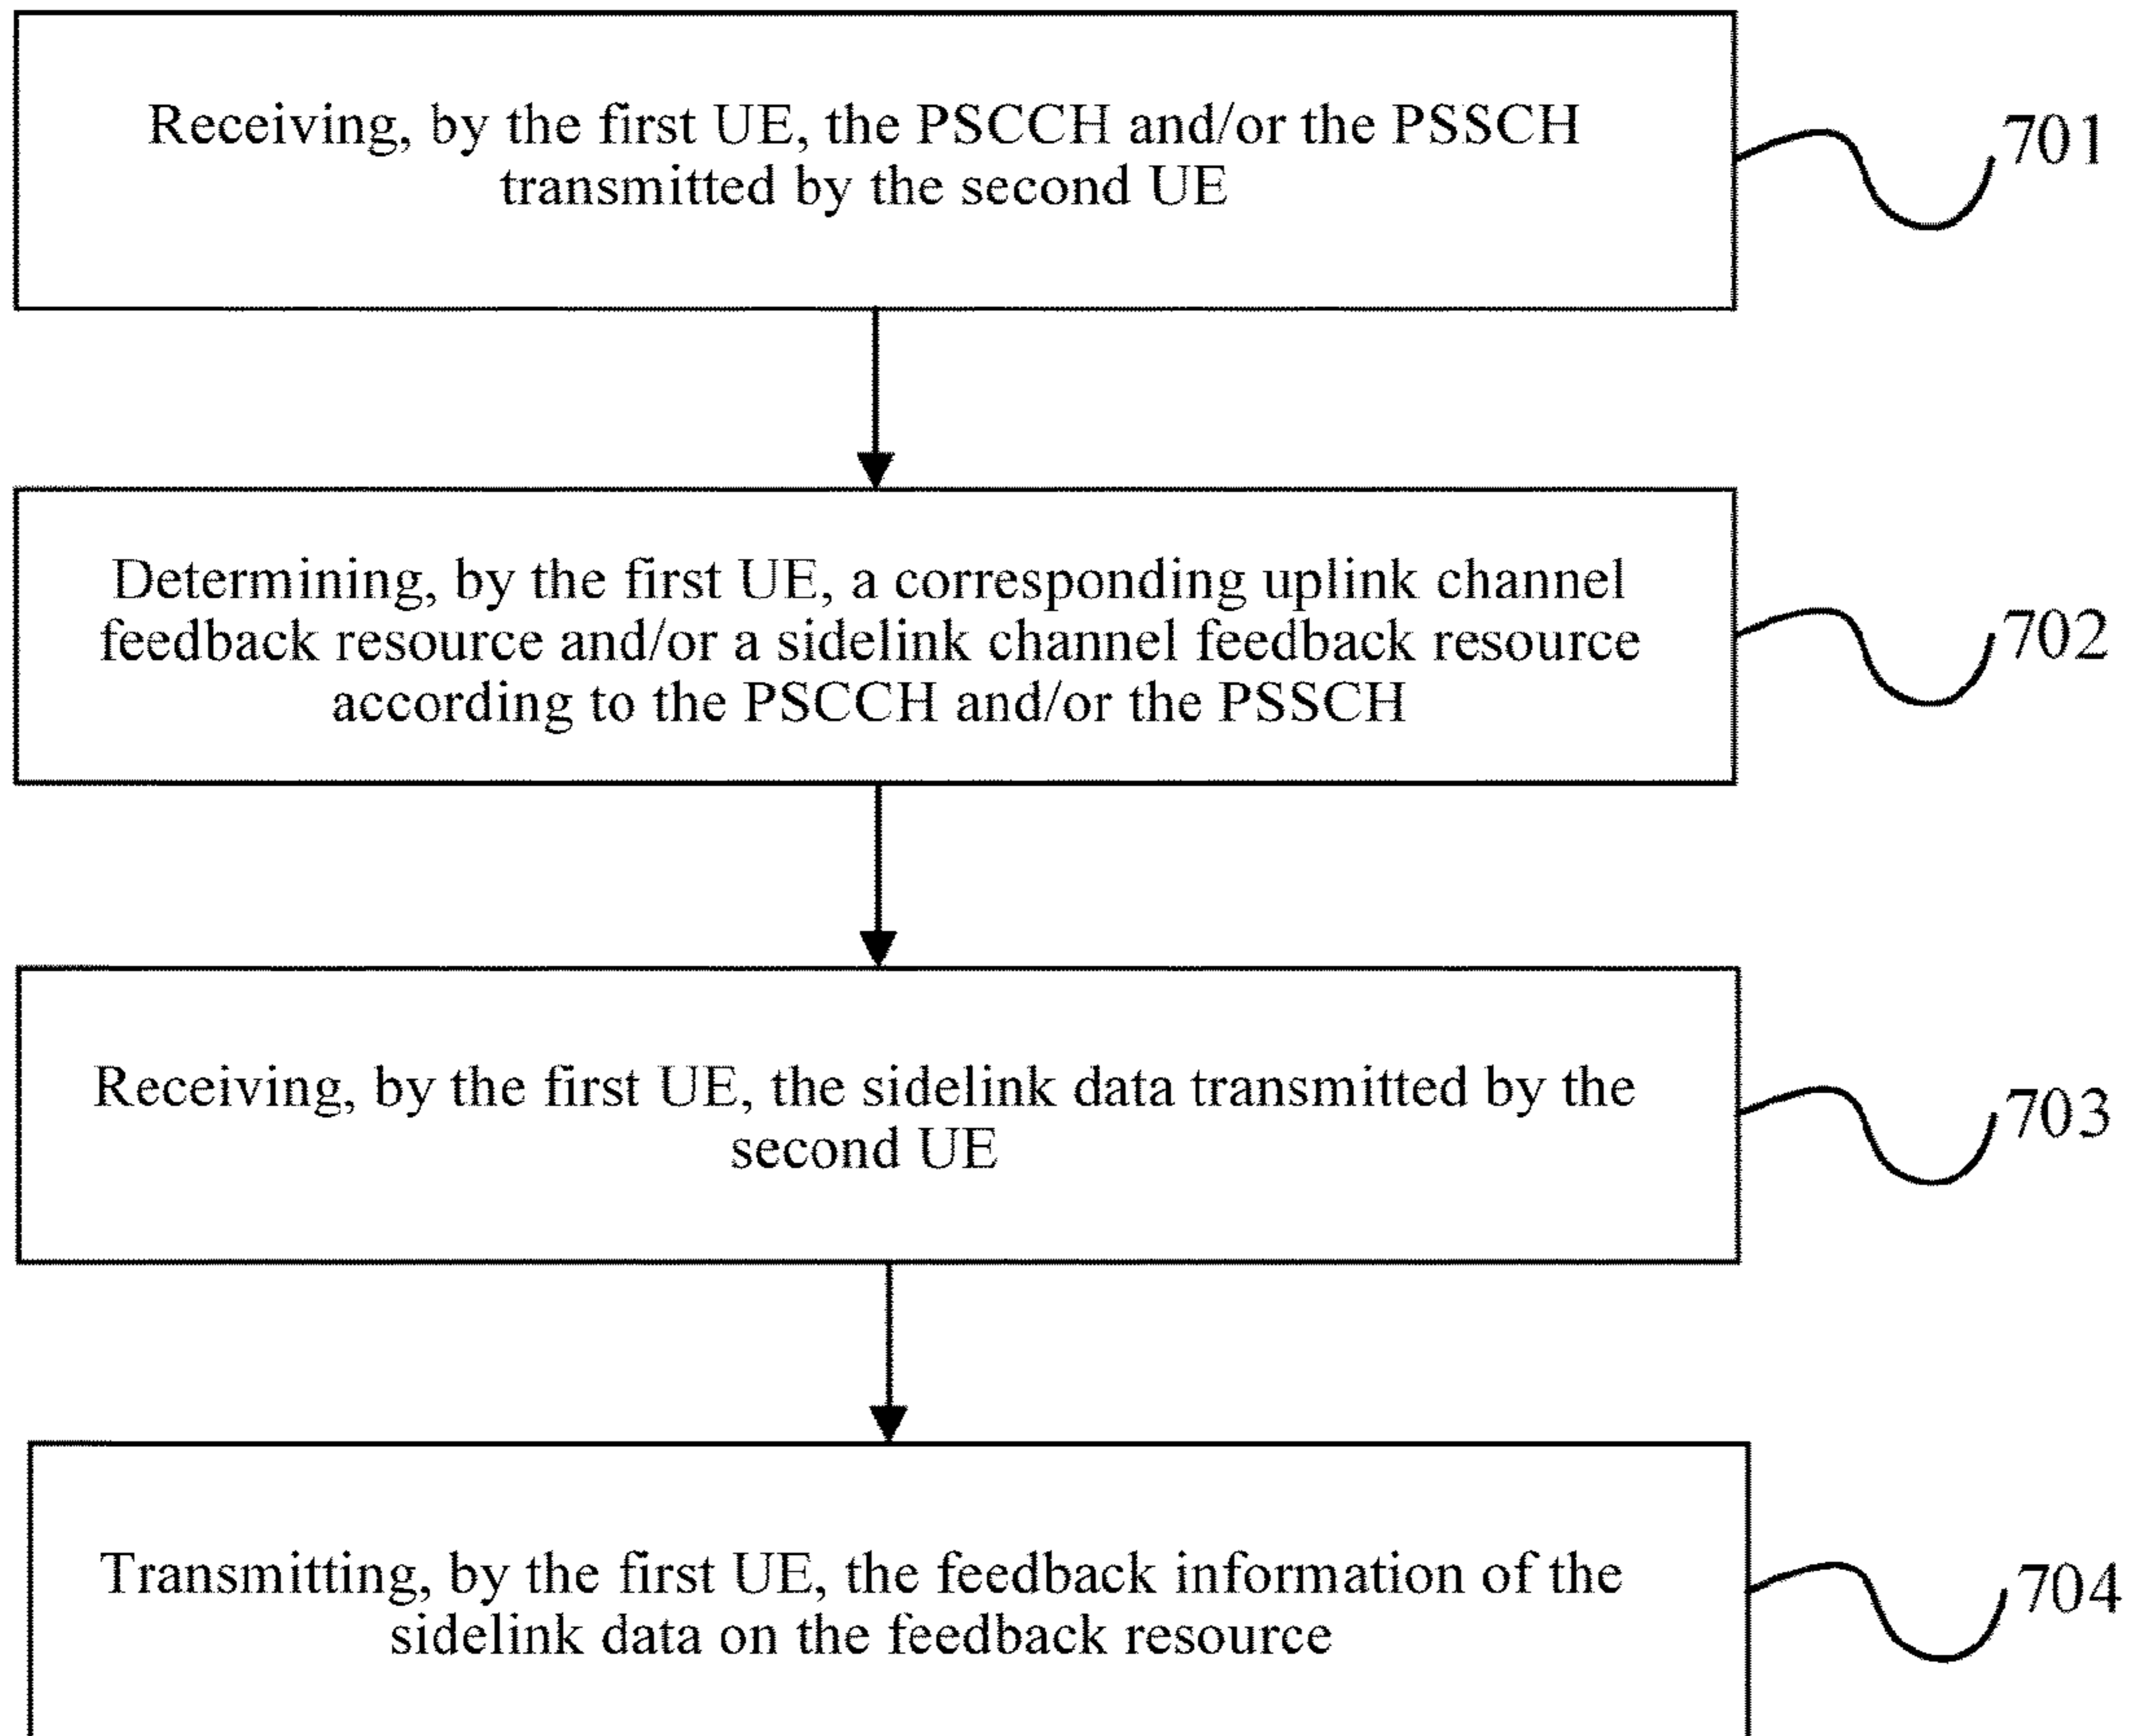 Receiving, by the first UE, the PSCCH and/or the PSSCH
transmitted by the second UE
701
Determining, by the first UE, a corresponding uplink channel
feedback resource and/or a sidelink channel feedback resource
according to the PSCCH and/or the PSSCH
702
Receiving, by the first UE, the sidelink data transmitted by the
second UE
703
Transmitting, by the first UE, the feedback information of the
sidelink data on the feedback resource
704